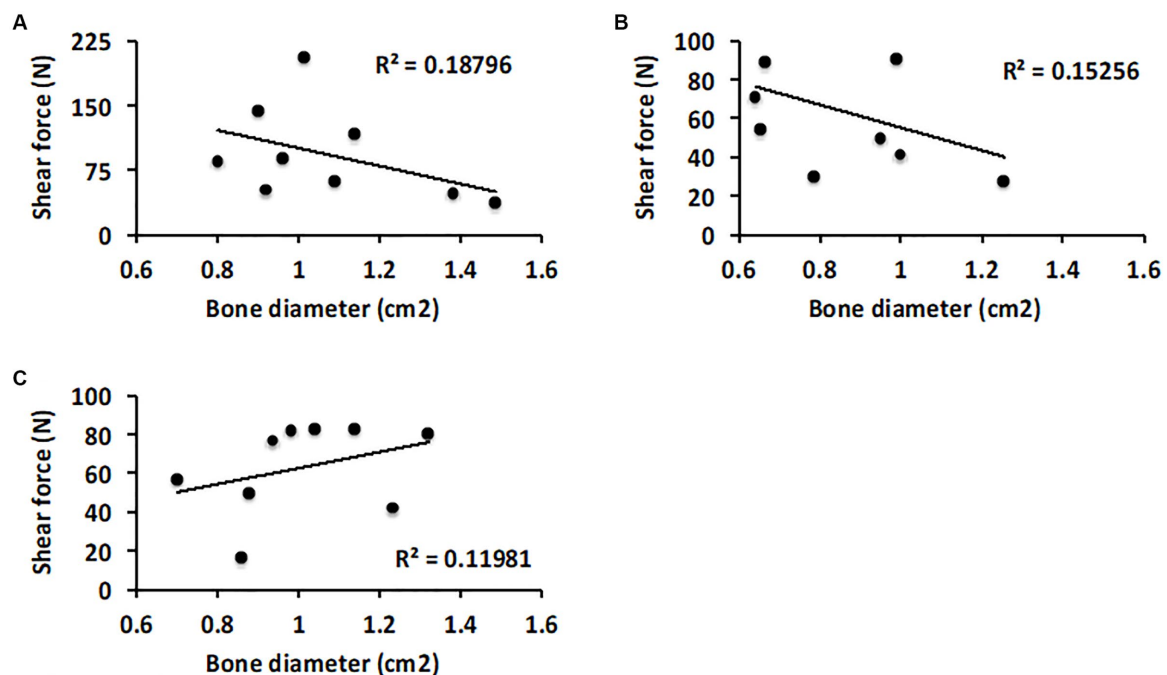 A
Shear force (N)
225
150
75
0
R² = 0.18796
0.6 0.8 1 1.2 1.4 1.6
Bone diameter (cm2)
B
Shear force (N)
100
80
60
40
20
0
R² = 0.15256
0.6 0.8 1 1.2 1.4 1.6
Bone diameter (cm2)
C
Shear force (N)
100
80
60
40
20
0
R² = 0.11981
0.6 0.8 1 1.2 1.4 1.6
Bone diameter (cm2)